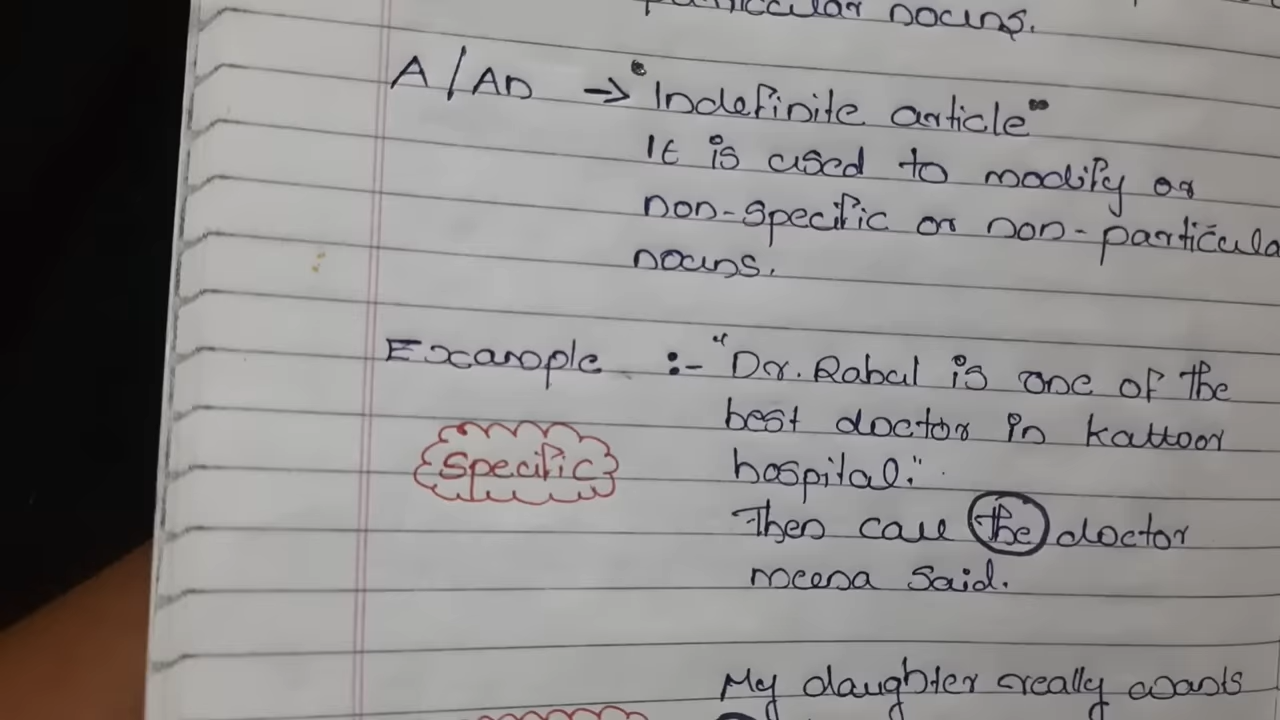 particular nouns.
A/An → "Indefinite article"
It is used to modify or
non-specific or non-particula
nouns.
Example :- "Dr. Rahal is one of the
best doctor in kattoor
hospital."
Then call the doctor
meena said.
specific
My daughter really wants